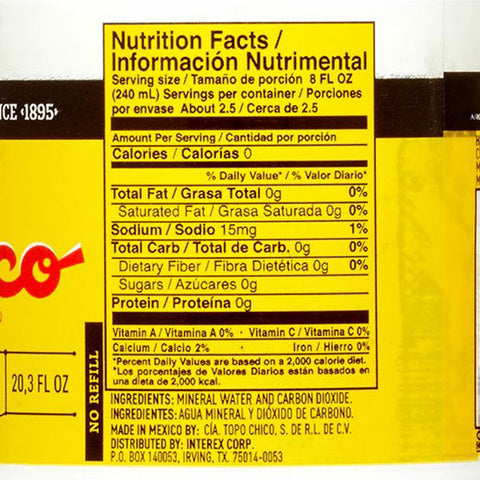 NCE ‹1895›
co
®
20,3 FL OZ
NO REFILL
Nutrition Facts /
Información Nutrimental
Serving size / Tamaño de porción 8 FL OZ
(240 mL) Servings per container / Porciones
por envase About 2.5 / Cerca de 2.5
Amount Per Serving / Cantidad por porción
Calories / Calorías 0
% Daily Value* / % Valor Diario*
Total Fat / Grasa Total 0g 0%
Saturated Fat / Grasa Saturada 0g 0%
Sodium / Sodio 15mg 1%
Total Carb / Total de Carb. 0g 0%
Dietary Fiber / Fibra Dietética 0g 0%
Sugars / Azúcares 0g
Protein / Proteína 0g
Vitamin A / Vitamina A 0% · Vitamin C / Vitamina C 0%
Calcium / Calcio 2% · Iron / Hierro 0%
*Percent Daily Values are based on a 2,000 calorie diet.
*Los porcentajes de Valores Diarios están basados en
una dieta de 2,000 kcal.
INGREDIENTS: MINERAL WATER AND CARBON DIOXIDE.
INGREDIENTES: AGUA MINERAL Y DIÓXIDO DE CARBONO.
MADE IN MEXICO BY: CÍA. TOPO CHICO, S. DE R.L. DE C.V.
DISTRIBUTED BY: INTEREX CORP.
P.O. BOX 140053, IRVING, TX. 75014-0053